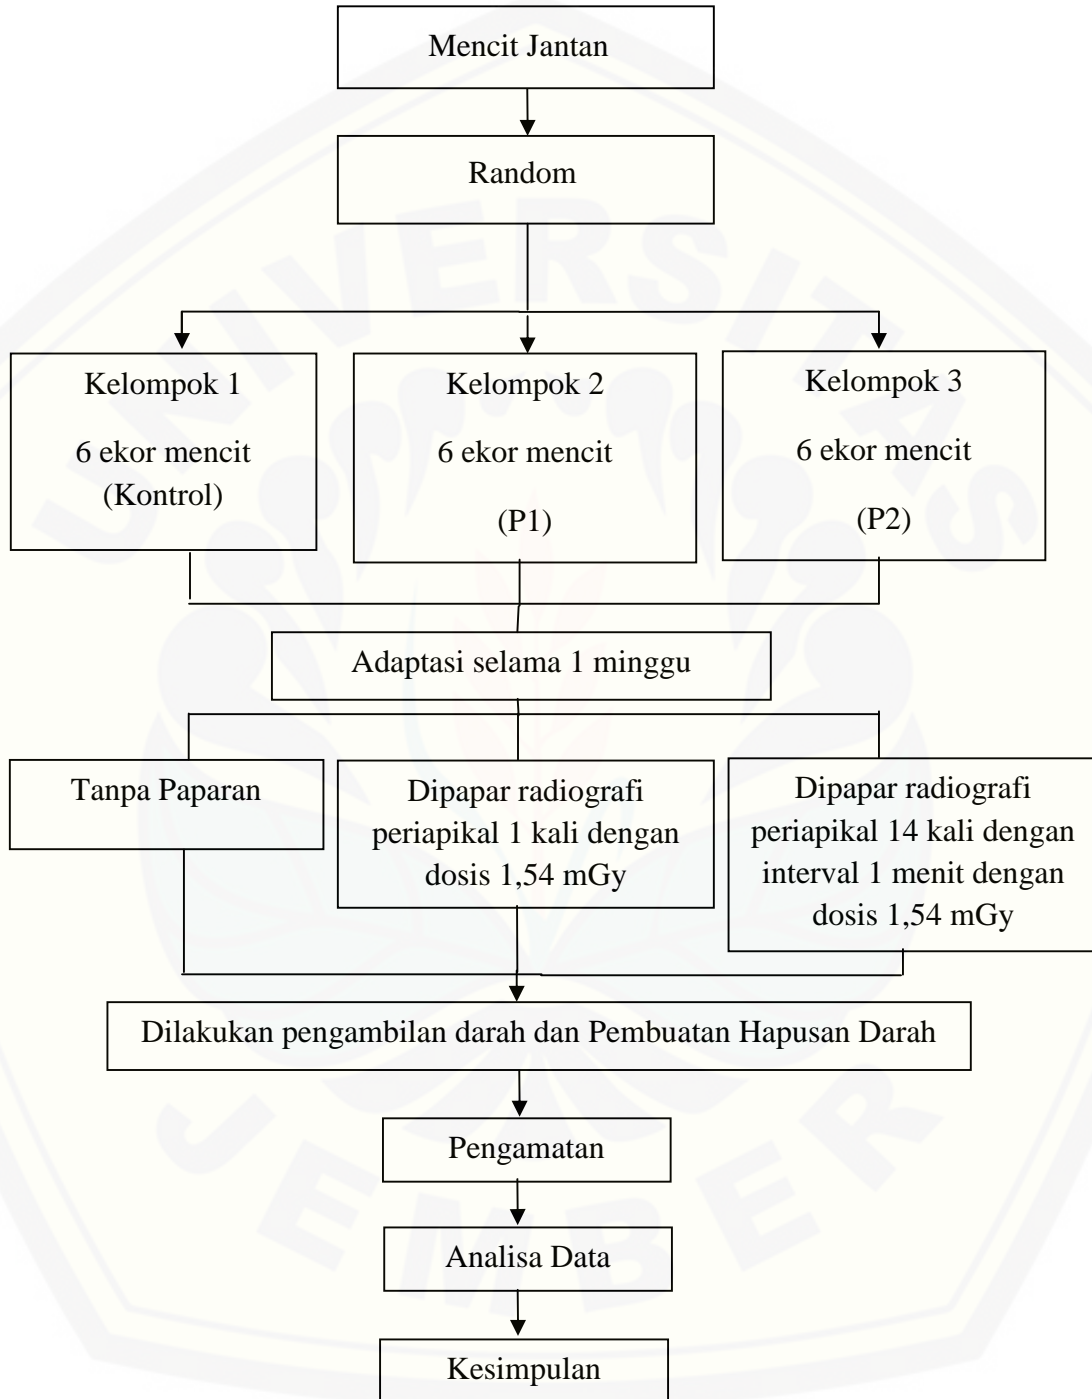 Mencit Jantan
Random
Kelompok 1
6 ekor mencit
(Kontrol)
Kelompok 2
6 ekor mencit
(P1)
Kelompok 3
6 ekor mencit
(P2)
Adaptasi selama 1 minggu
Tanpa Paparan
Dipapar radiografi
periapikal 1 kali dengan
dosis 1,54 mGy
Dipapar radiografi
periapikal 14 kali dengan
interval 1 menit dengan
dosis 1,54 mGy
Dilakukan pengambilan darah dan Pembuatan Hapusan Darah
Pengamatan
Analisa Data
Kesimpulan
UNIVERSITAS
JEMBER